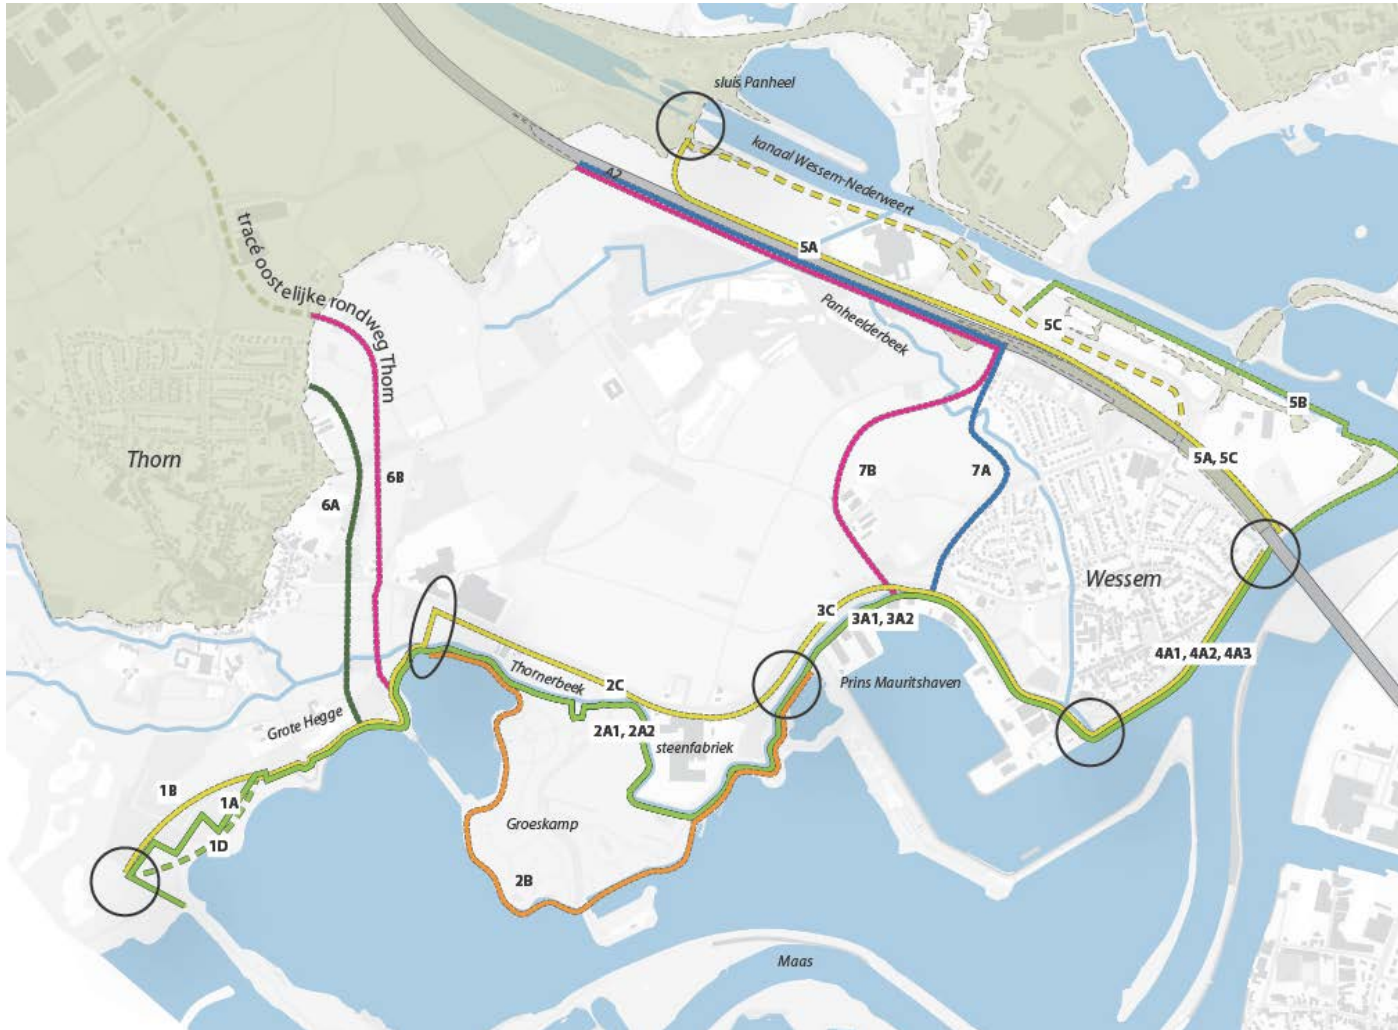 sluis Panheel
kanaal Wessem-Nederweert
A2
tracé oostelijke rondweg Thorn
5A
Panheelderbeek
5C
5B
Thorn
6B
6A
7B
7A
5A, 5C
Wessem
3C
3A1, 3A2
4A1, 4A2, 4A3
Thornerbeek
2C
Prins Mauritshaven
Grote Hegge
2A1, 2A2
steenfabriek
1B
1A
1D
Groeskamp
2B
Maas